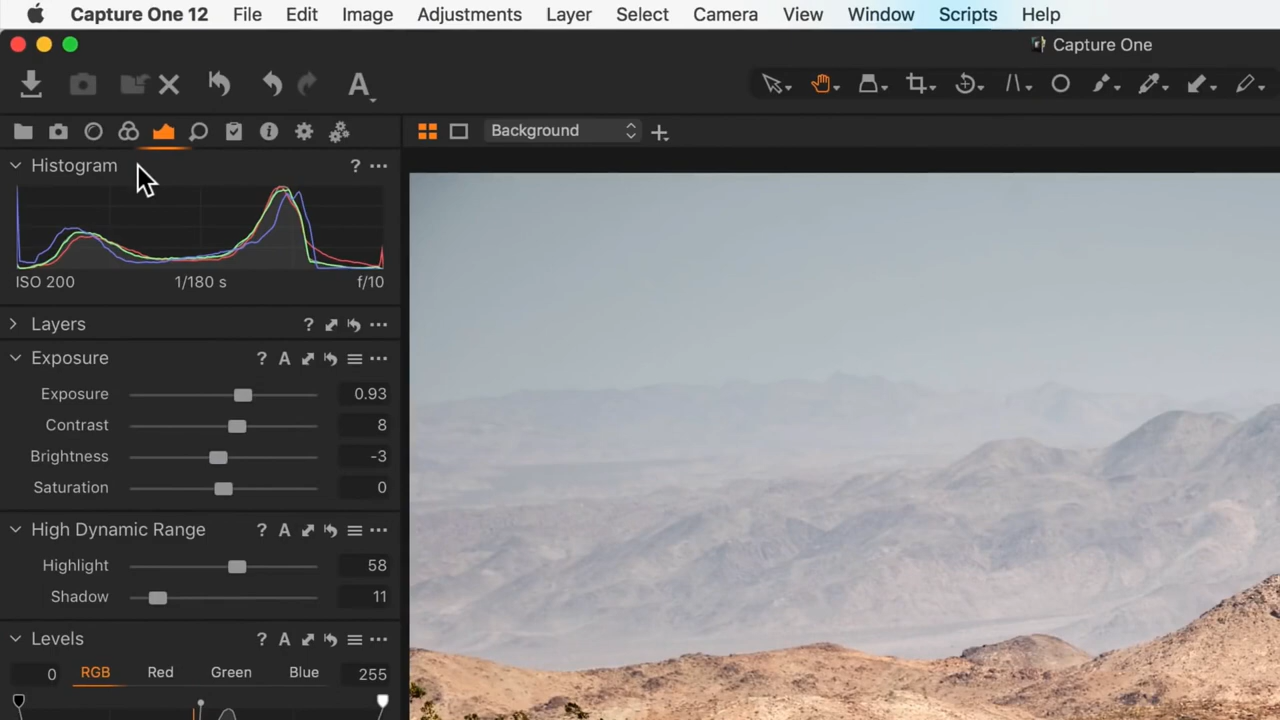 Capture One 12 File Edit Image Adjustments Layer Select Camera View Window Scripts Help
Capture One
A
Background
Histogram ?
ISO 200 1/180 s f/10
Layers ?
Exposure ? A
Exposure 0.93
Contrast 8
Brightness -3
Saturation 0
High Dynamic Range ? A
Highlight 58
Shadow 11
Levels ? A
0 RGB Red Green Blue 255